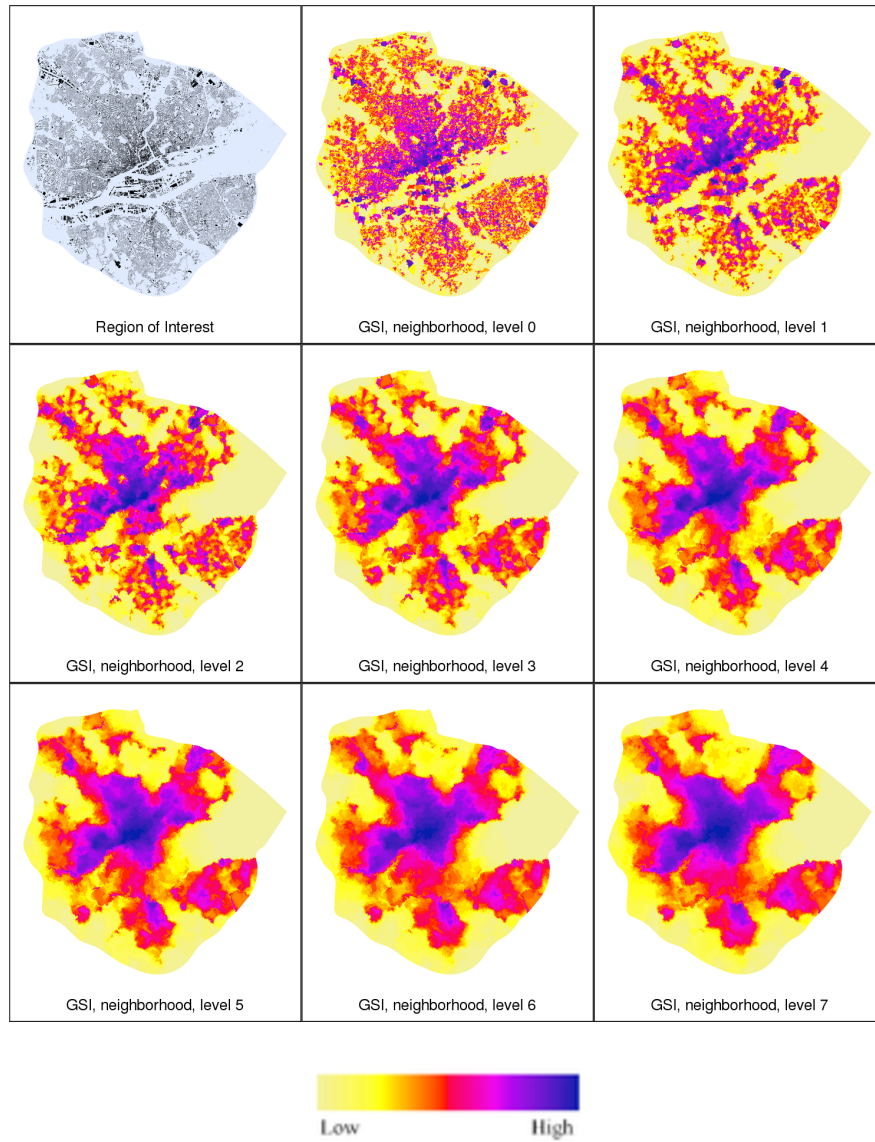 Region of Interest
GSI, neighborhood, level 0
GSI, neighborhood, level 1
GSI, neighborhood, level 2
GSI, neighborhood, level 3
GSI, neighborhood, level 4
GSI, neighborhood, level 5
GSI, neighborhood, level 6
GSI, neighborhood, level 7
Low
High